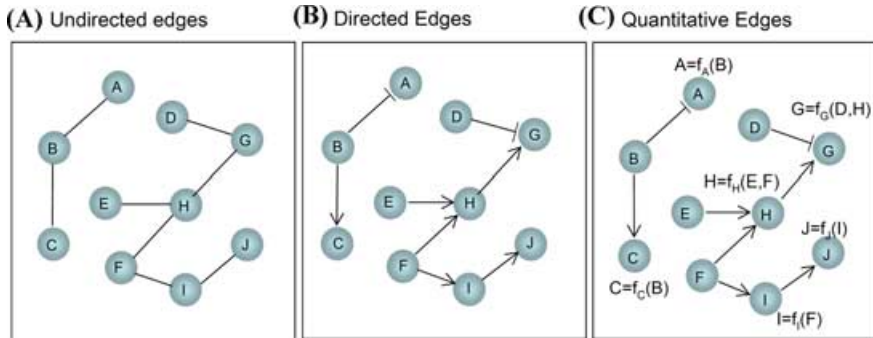 (A) Undirected edges
(B) Directed Edges
(C) Quantitative Edges
A
D
B
G
E
H
C
J
F
I
A
D
B
G
E
H
C
J
F
I
A=f_A(B)
A
G=f_G(D,H)
D
B
G
H=f_H(E,F)
E
H
J=f_J(I)
C
J
F
C=f_C(B)
I
I=f_I(F)